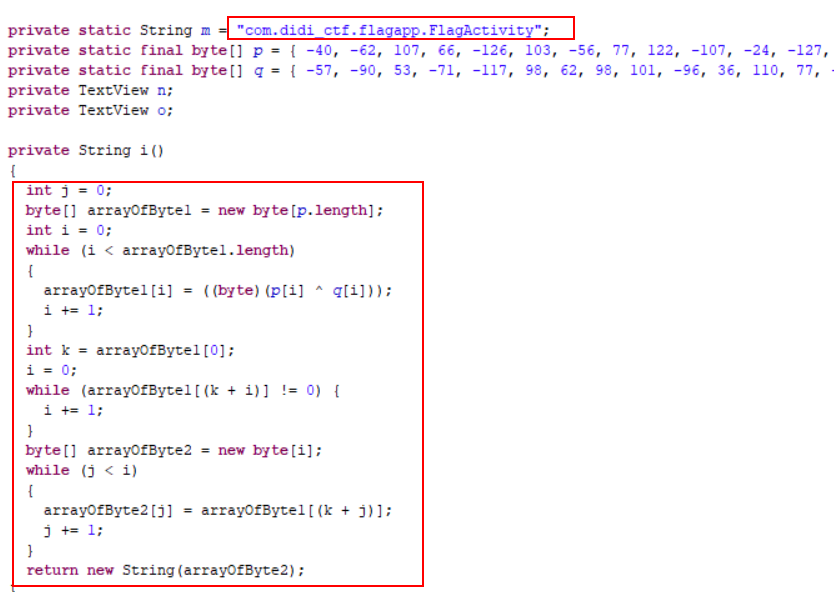 private static String m = "com.didi_ctf.flagapp.FlagActivity";
private static final byte[] p = { -40, -62, 107, 66, -126, 103, -56, 77, 122, -107, -24, -127,
private static final byte[] q = { -57, -90, 53, -71, -117, 98, 62, 98, 101, -96, 36, 110, 77, -
private TextView n;
private TextView o;
private String i()
{
int j = 0;
byte[] arrayOfByte1 = new byte[p.length];
int i = 0;
while (i < arrayOfByte1.length)
{
arrayOfByte1[i] = ((byte)(p[i] ^ q[i]));
i += 1;
}
int k = arrayOfByte1[0];
i = 0;
while (arrayOfByte1[(k + i)] != 0) {
i += 1;
}
byte[] arrayOfByte2 = new byte[i];
while (j < i)
{
arrayOfByte2[j] = arrayOfByte1[(k + j)];
j += 1;
}
return new String(arrayOfByte2);